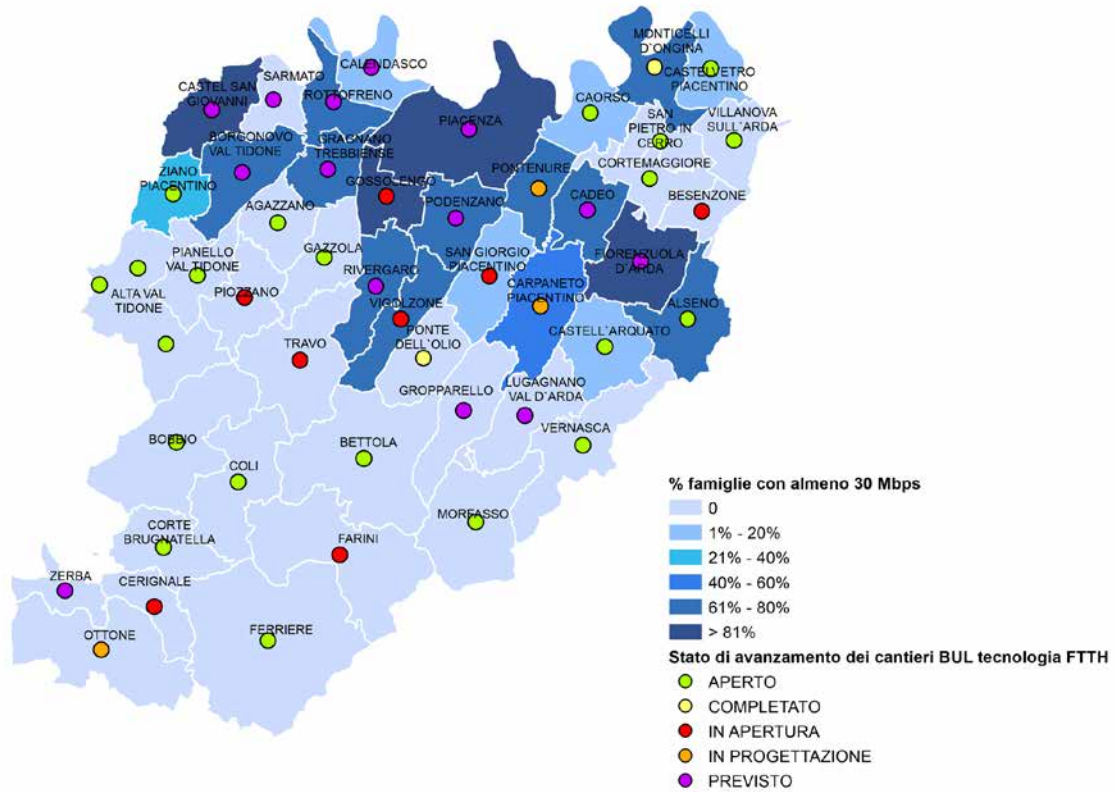 MONTICELLI
D`ONGINA
CALENDASCO
CASTELVETRO
PIACENTINO
SARMATO
CASTEL SAN
GIOVANNI
ROTTOFRENO
CAORSO
VILLANOVA
SULL`ARDA
PIACENZA
SAN
PIETRO IN
CERRO
BORGONOVO
VAL TIDONE
GRAGNANO
TREBBIENSE
CORTEMAGGIORE
ZIANO
PIACENTINO
GOSSOLENGO
PONTENURE
CADEO
BESENZONE
AGAZZANO
PODENZANO
PIANELLO
VAL TIDONE
GAZZOLA
SAN GIORGIO
PIACENTINO
FIORENZUOLA
D'ARDA
RIVERGARO
ALTA VAL
TIDONE
PIOZZANO
VIGOLZONE
CARPANETO
PIACENTINO
ALSENO
PONTE
DELL`OLIO
CASTELL`ARQUATO
TRAVO
GROPPARELLO
LUGAGNANO
VAL D`ARDA
VERNASCA
BOBBIO
BETTOLA
COLI
MORFASSO
CORTE
BRUGNATELLA
FARINI
ZERBA
CERIGNALE
OTTONE
FERRIERE
% famiglie con almeno 30 Mbps
0
1% - 20%
21% - 40%
40% - 60%
61% - 80%
> 81%
Stato di avanzamento dei cantieri BUL tecnologia FTTH
APERTO
COMPLETATO
IN APERTURA
IN PROGETTAZIONE
PREVISTO